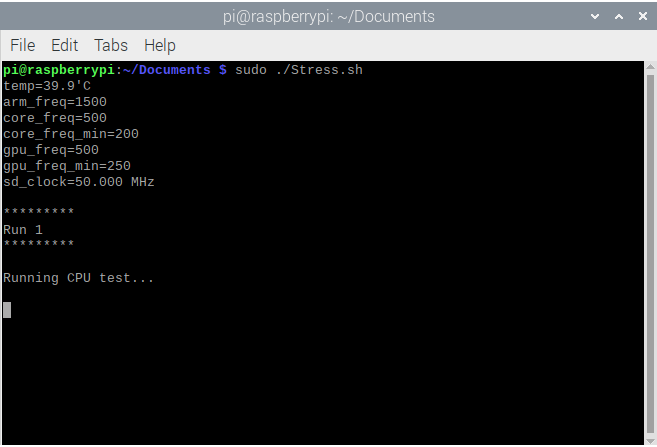 pi@raspberrypi: ~/Documents
File Edit Tabs Help
pi@raspberrypi:~/Documents $ sudo ./Stress.sh
temp=39.9'C
arm_freq=1500
core_freq=500
core_freq_min=200
gpu_freq=500
gpu_freq_min=250
sd_clock=50.000 MHz
*********
Run 1
*********
Running CPU test...